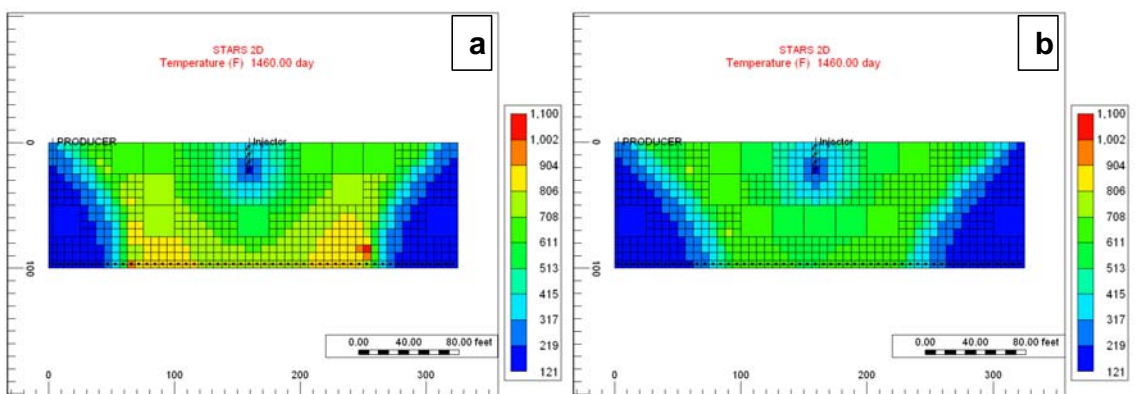 a
STARS 2D
Temperature (F) 1460.00 day
PRODUCER
Injector
0
100
1,100
1,002
904
806
708
611
513
415
317
219
121
0.00 40.00 80.00 feet
0 100 200 300
b
STARS 2D
Temperature (F) 1460.00 day
PRODUCER
Injector
0
100
1,100
1,002
904
806
708
611
513
415
317
219
121
0.00 40.00 80.00 feet
0 100 200 300